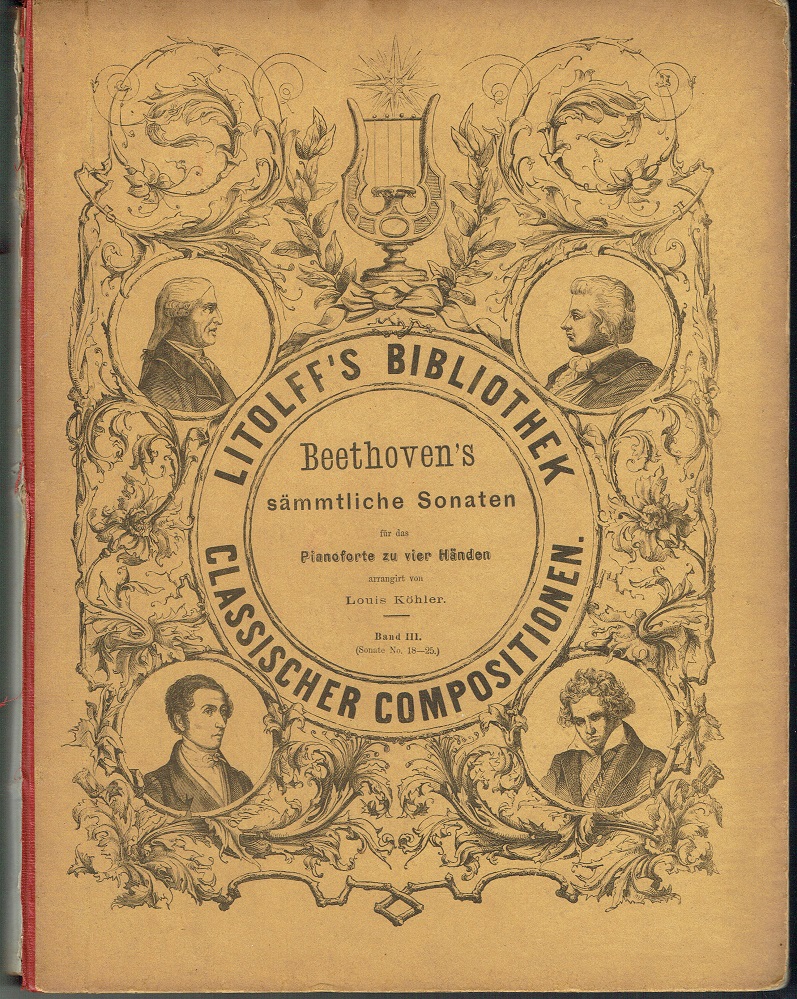 LITOLFF'S BIBLIOTHEK
Beethoven's
sämmtliche Sonaten
für das
Pianoforte zu vier Händen
arrangirt von
Louis Köhler.
Band III.
(Sonate No. 18—25.)
CLASSISCHER COMPOSITIONEN.